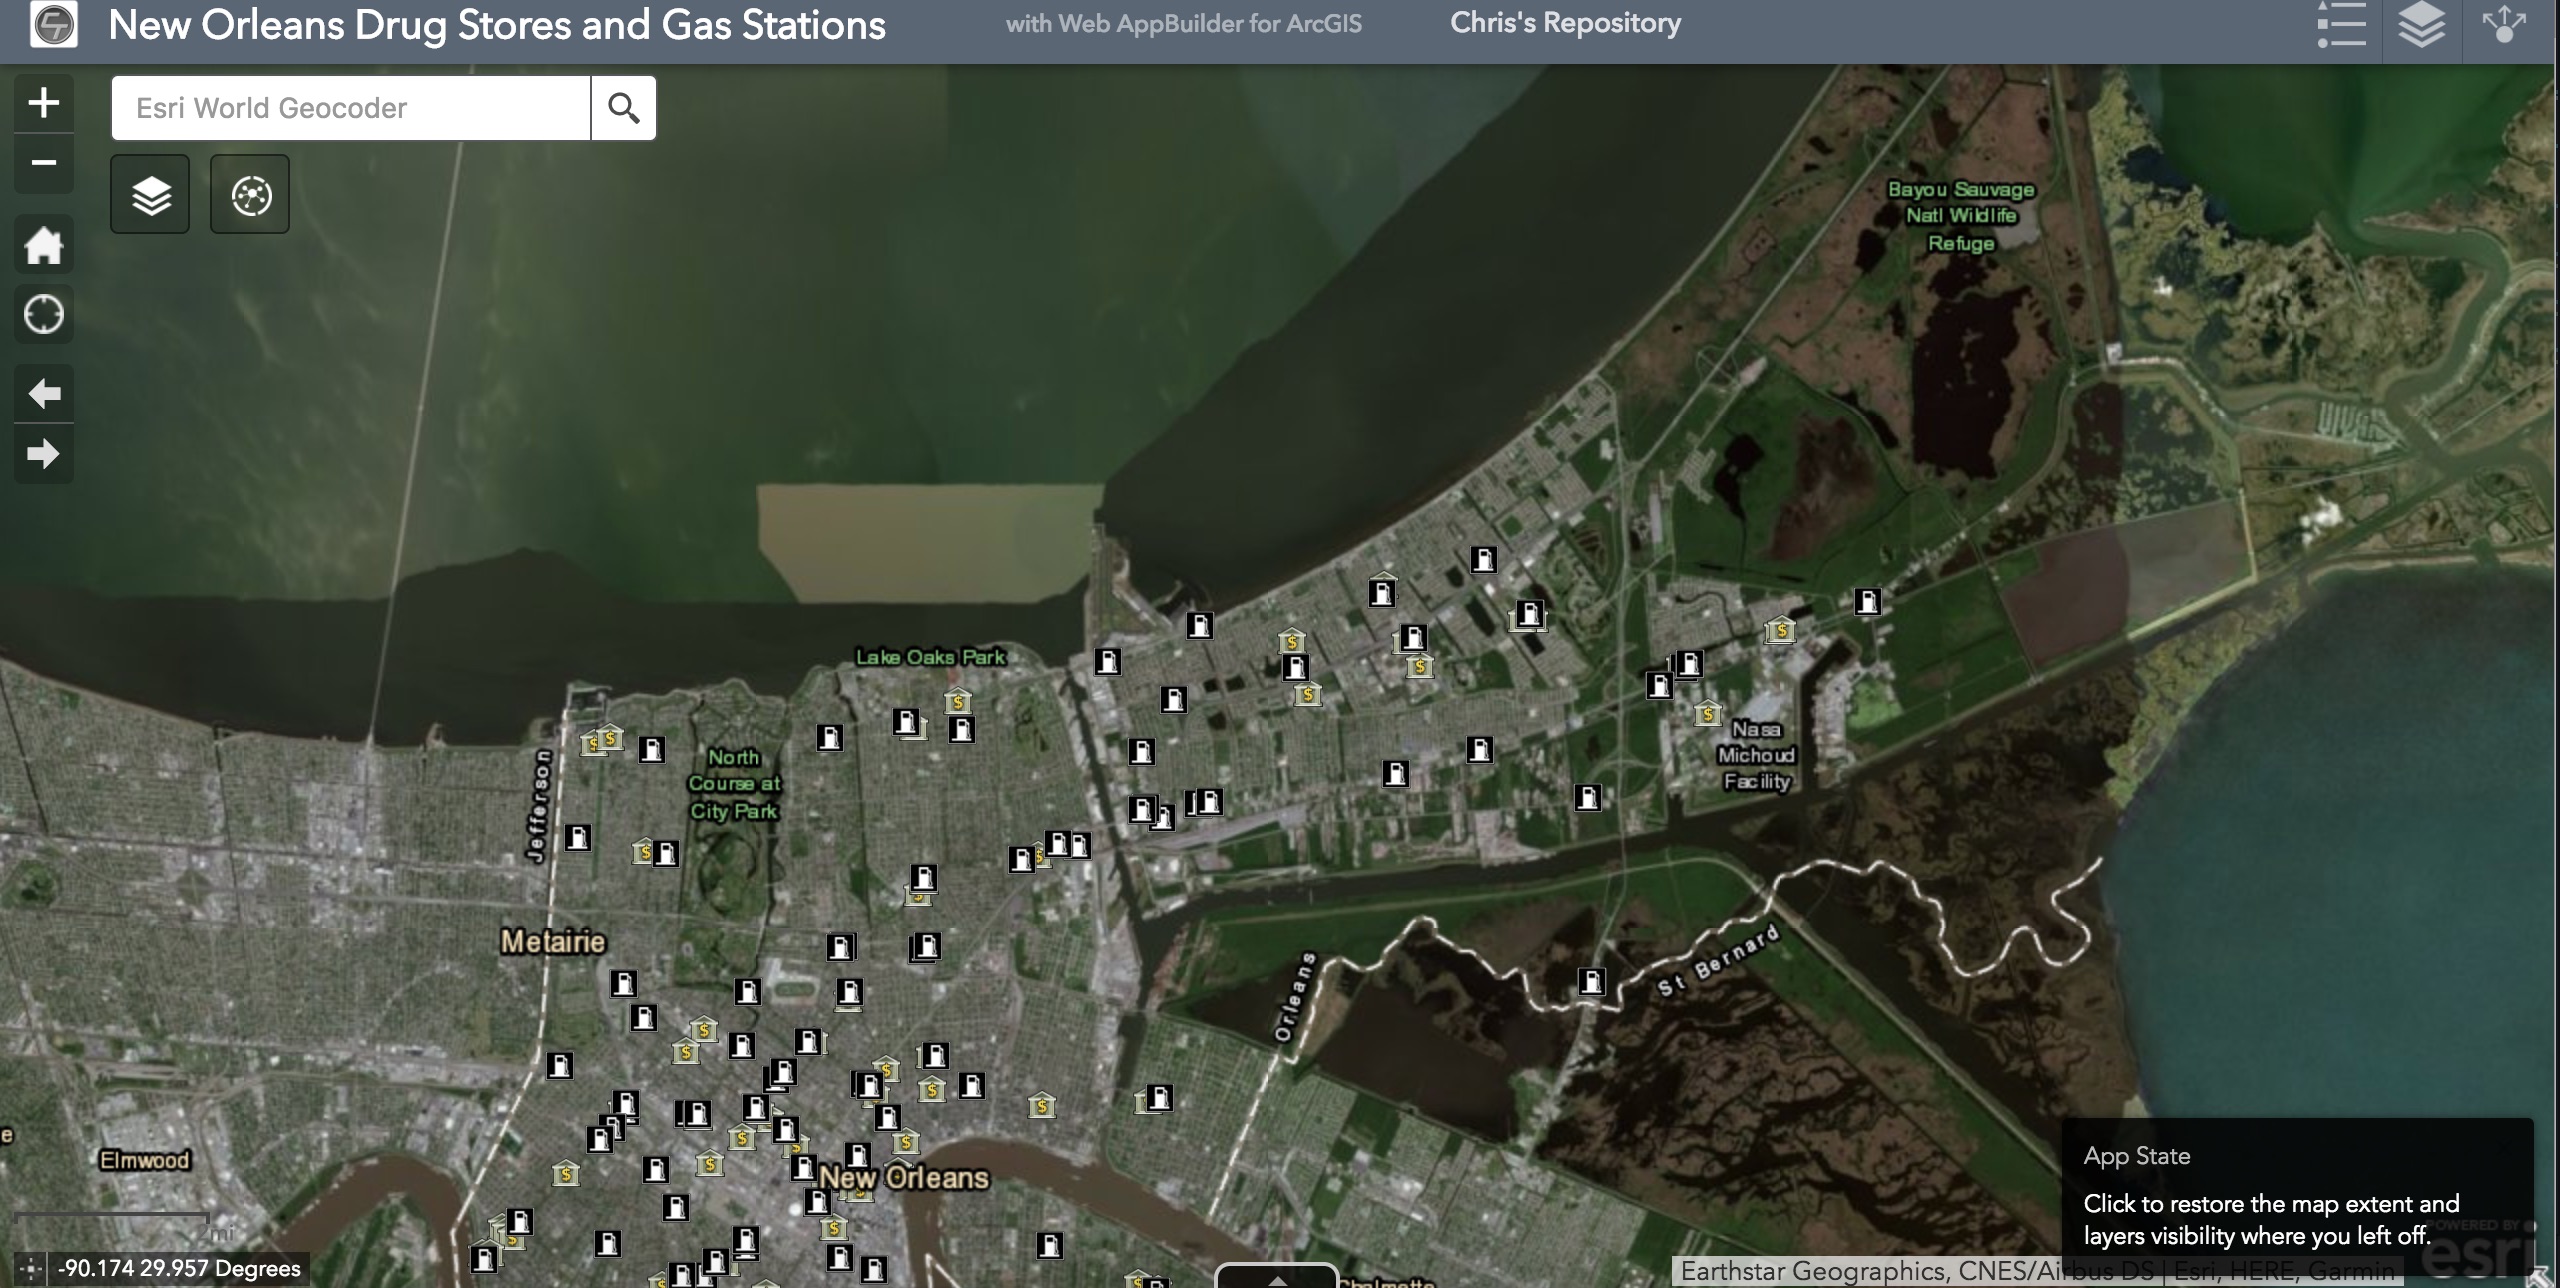 New Orleans Drug Stores and Gas Stations
with Web AppBuilder for ArcGIS
Chris's Repository
Esri World Geocoder
Bayou Sauvage
Natl Wildlife
Refuge
Lake Oaks Park
North
Course at
City Park
Jefferson
Nasa
Michoud
Facility
Metairie
Orleans
St Bernard
Elmwood
New Orleans
e
2mi
-90.174 29.957 Degrees
App State
Click to restore the map extent and
layers visibility where you left off.
POWERED BY
esri
Earthstar Geographics, CNES/Airbus DS | Esri, HERE, Garmin
Chalmette